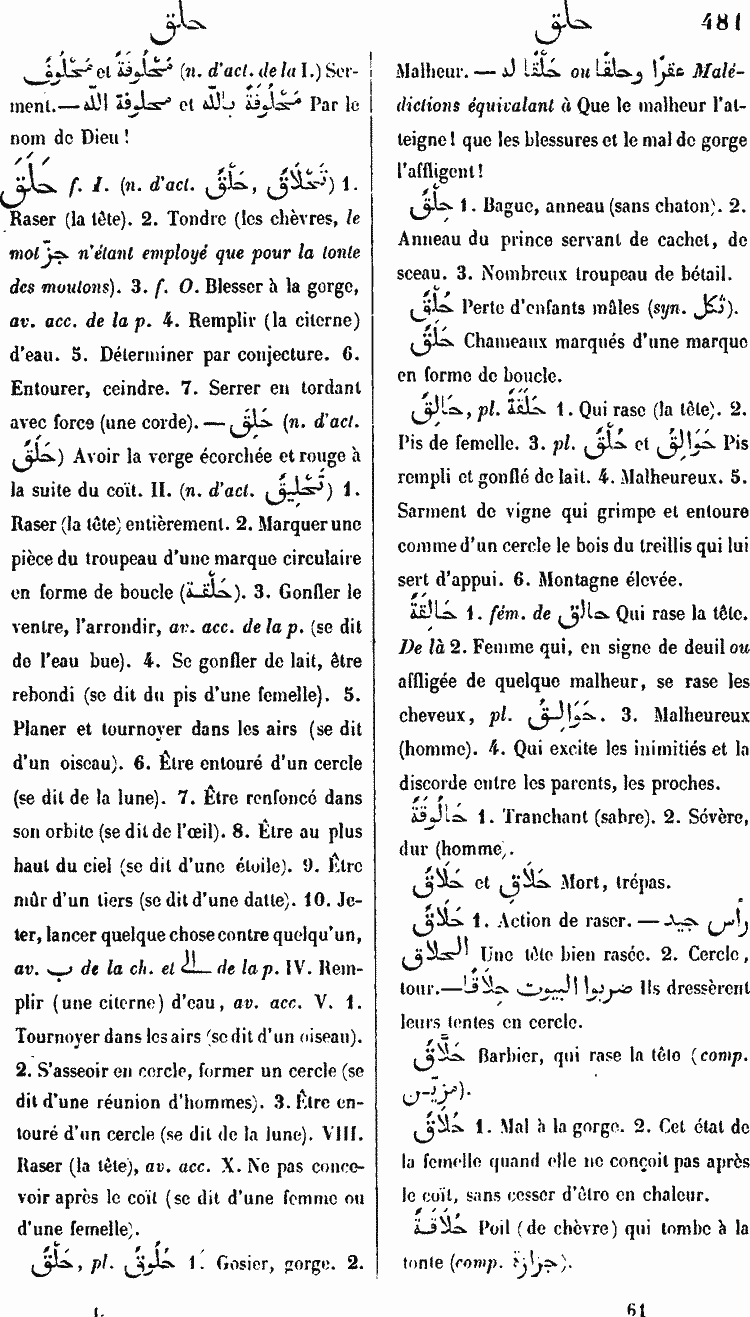 حلق
حلق 481
مَحْلُوفَةٌ et مَحْلُوفٌ (n. d'act. de la I.) Ser-
ment.—مَحْلُوفَةً بِاللّٰه et محلوفة اللّٰه Par le
nom de Dieu !
حَلَقَ f. I. (n. d'act. حَلْقٌ, تَحْلَاقٌ) 1.
Raser (la tête). 2. Tondre (les chèvres, le
mot جزّ n'étant employé que pour la tonte
des moutons). 3. f. O. Blesser à la gorge,
av. acc. de la p. 4. Remplir (la citerne)
d'eau. 5. Déterminer par conjecture. 6.
Entourer, ceindre. 7. Serrer en tordant
avec force (une corde).—حَلِقَ (n. d'act.
حَلَقٌ) Avoir la verge écorchée et rouge à
la suite du coït. II. (n. d'act. تَحْلِيقٌ) 1.
Raser (la tête) entièrement. 2. Marquer une
pièce du troupeau d'une marque circulaire
en forme de boucle (حَلْقة). 3. Gonfler le
ventre, l'arrondir, av. acc. de la p. (se dit
de l'eau bue). 4. Se gonfler de lait, être
rebondi (se dit du pis d'une femelle). 5.
Planer et tournoyer dans les airs (se dit
d'un oiseau). 6. Être entouré d'un cercle
(se dit de la lune). 7. Être renfoncé dans
son orbite (se dit de l'œil). 8. Être au plus
haut du ciel (se dit d'une étoile). 9. Être
mûr d'un tiers (se dit d'une datte). 10. Je-
ter, lancer quelque chose contre quelqu'un,
av. ب de la ch. et الى de la p. IV. Rem-
plir (une citerne) d'eau, av. acc. V. 1.
Tournoyer dans les airs (se dit d'un oiseau).
2. S'asseoir en cercle, former un cercle (se
dit d'une réunion d'hommes). 3. Être en-
touré d'un cercle (se dit de la lune). VIII.
Raser (la tête), av. acc. X. Ne pas conce-
voir après le coït (se dit d'une femme ou
d'une femelle).
حَلْقٌ, pl. حُلُوقٌ 1. Gosier, gorge. 2.
I.
Malheur. — حَلْقًا له ou عقرًا وحلقًا Malé-
dictions équivalant à Que le malheur l'at-
teigne ! que les blessures et le mal de gorge
l'affligent !
حِلْقٌ 1. Bague, anneau (sans chaton). 2.
Anneau du prince servant de cachet, de
sceau. 3. Nombreux troupeau de bétail.
حُلْقٌ Perte d'enfants mâles (syn. ثكل).
حَلَقٌ Chameaux marqués d'une marque
en forme de boucle.
حَالِقٌ, pl. حَلَقَةٌ 1. Qui rase (la tête). 2.
Pis de femelle. 3. pl. حُلَّقٌ et حَوَالِقُ Pis
rempli et gonflé de lait. 4. Malheureux. 5.
Sarment de vigne qui grimpe et entoure
comme d'un cercle le bois du treillis qui lui
sert d'appui. 6. Montagne élevée.
حَالِقَةٌ 1. fém. de حالق Qui rase la tête.
De là 2. Femme qui, en signe de deuil ou
affligée de quelque malheur, se rase les
cheveux, pl. حَوَالِقُ. 3. Malheureux
(homme). 4. Qui excite les inimitiés et la
discorde entre les parents, les proches.
حَالُوقَةٌ 1. Tranchant (sabre). 2. Sévère,
dur (homme).
حَلَاقٌ et حَلَاقِ Mort, trépas.
حِلَاقٌ 1. Action de raser. — رأس جيد
الحلاق Une tête bien rasée. 2. Cercle,
tour.—ضربوا البيوت حِلَاقًا Ils dressèrent
leurs tentes en cercle.
حَلَّاقٌ Barbier, qui rase la tête (comp.
مزيّن).
حُلَاقٌ 1. Mal à la gorge. 2. Cet état de
la femelle quand elle ne conçoit pas après
le coït, sans cesser d'être en chaleur.
حُلَاقَةٌ Poil (de chèvre) qui tombe à la
tonte (comp. جزازة).
61